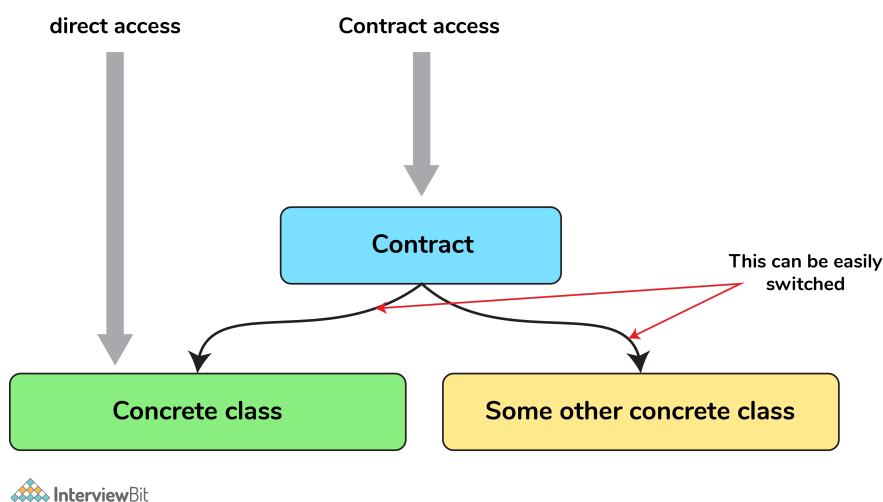 direct access
Contract access
Contract
This can be easily
switched
Concrete class
Some other concrete class
InterviewBit